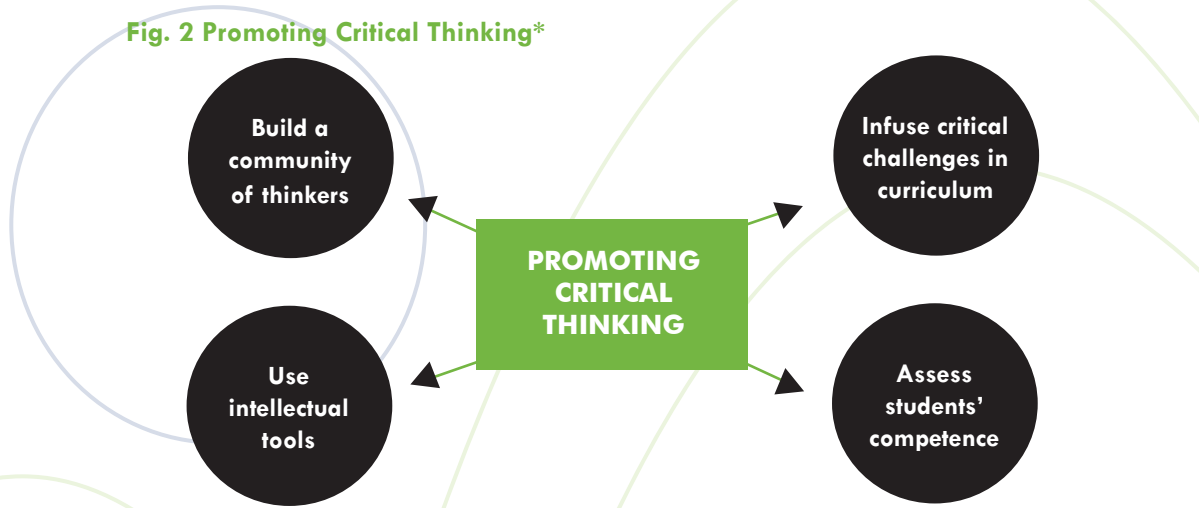 Fig. 2 Promoting Critical Thinking*
Build a
community
of thinkers
Infuse critical
challenges in
curriculum
PROMOTING
CRITICAL
THINKING
Use
intellectual
tools
Assess
students’
competence